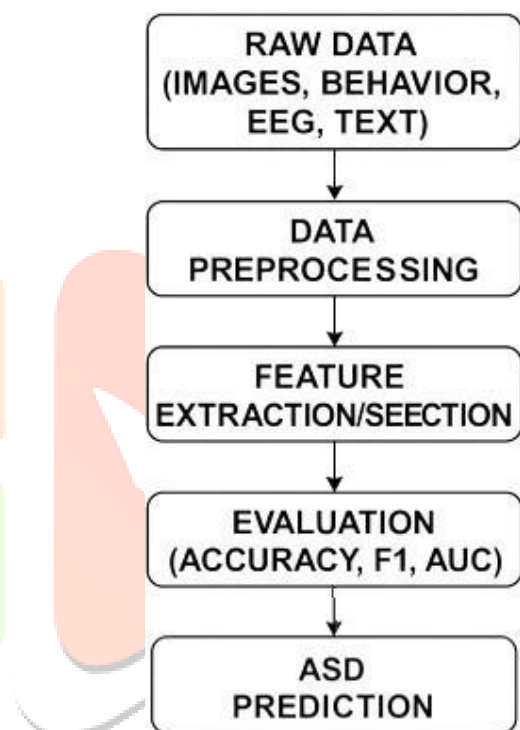 RAW DATA
(IMAGES, BEHAVIOR,
EEG, TEXT)
DATA
PREPROCESSING
FEATURE
EXTRACTION/SEECTION
EVALUATION
(ACCURACY, F1, AUC)
ASD
PREDICTION